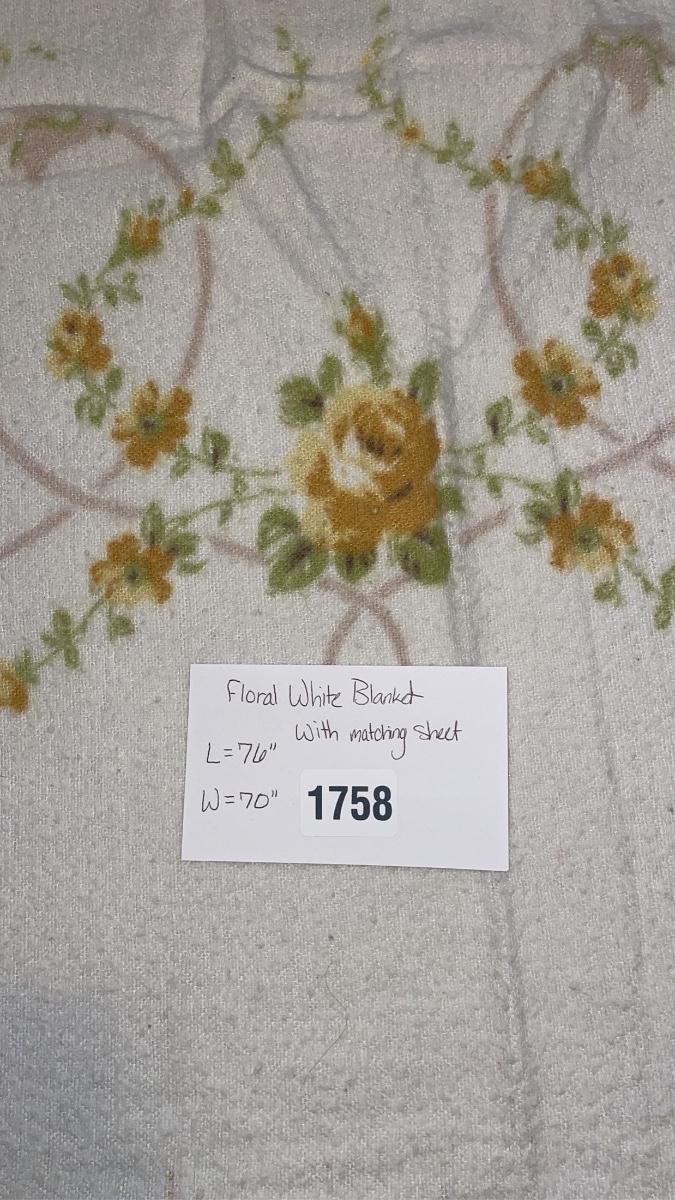 Floral White Blanket
With matching sheet
L=76"
W=70"
1758